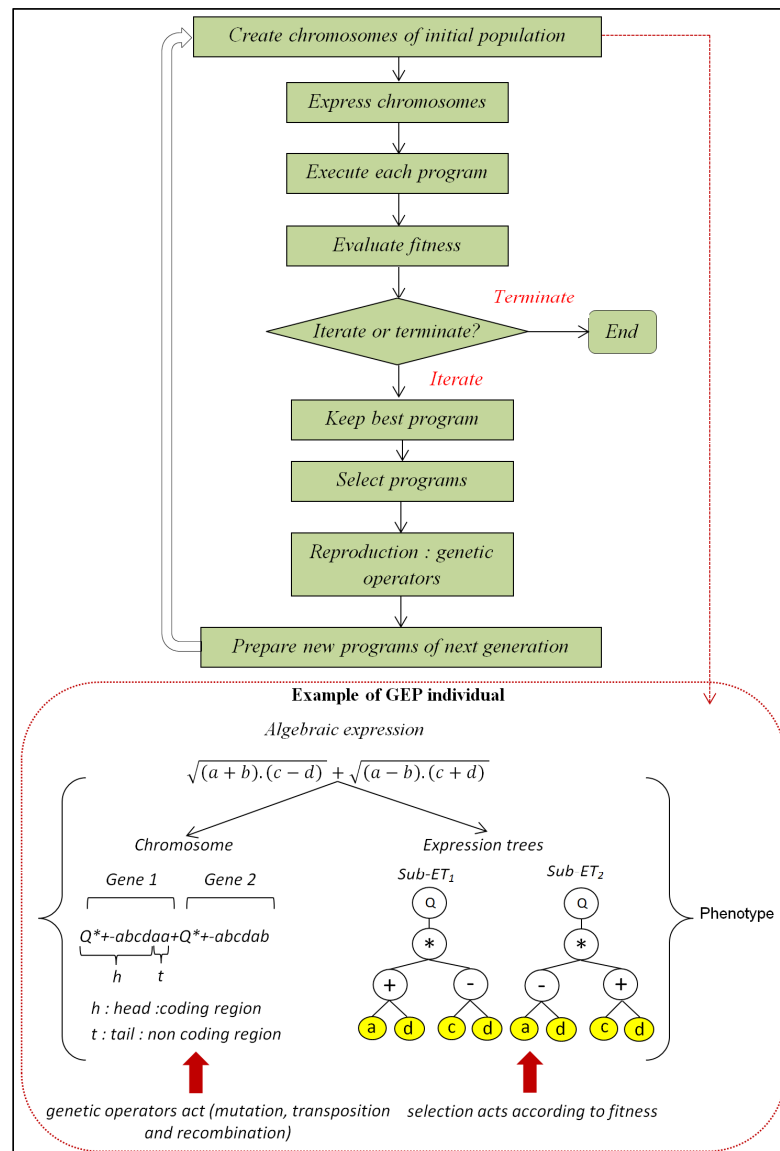 Create chromosomes of initial population
Express chromosomes
Execute each program
Evaluate fitness
Terminate
Iterate or terminate?
End
Iterate
Keep best program
Select programs
Reproduction : genetic
operators
Prepare new programs of next generation
Example of GEP individual
Algebraic expression
√(a + b).(c − d) + √(a − b).(c + d)
Chromosome
Expression trees
Gene 1
Gene 2
Sub-ET₁
Sub-ET₂
Q
Q
*
*
Phenotype
Q*+-abcdaa+Q*+-abcdab
h
t
+
-
-
+
a
d
c
d
a
d
c
d
h : head :coding region
t : tail : non coding region
genetic operators act (mutation, transposition
and recombination)
selection acts according to fitness